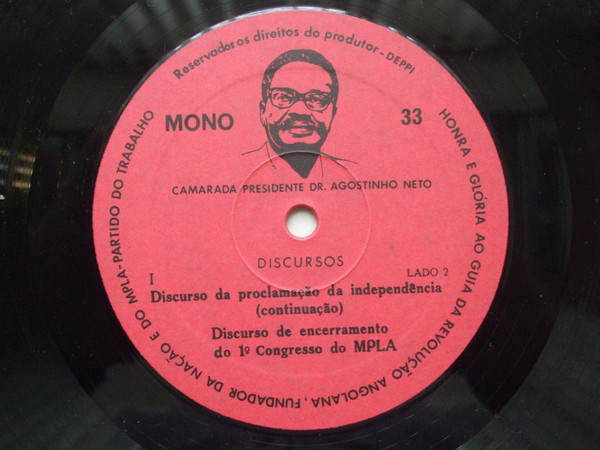 Reservados os direitos do produtor-DEPPI
MONO
33
CAMARADA PRESIDENTE DR. AGOSTINHO NETO
DISCURSOS
I
LADO 2
Discurso da proclamação da independência
(continuação)
Discurso de encerramento
do 1º Congresso do MPLA
HONRA E GLÓRIA AO GUIA DA REVOLUÇÃO ANGOLANA, FUNDADOR DA NAÇÃO E DO MPLA-PARTIDO DO TRABALHO